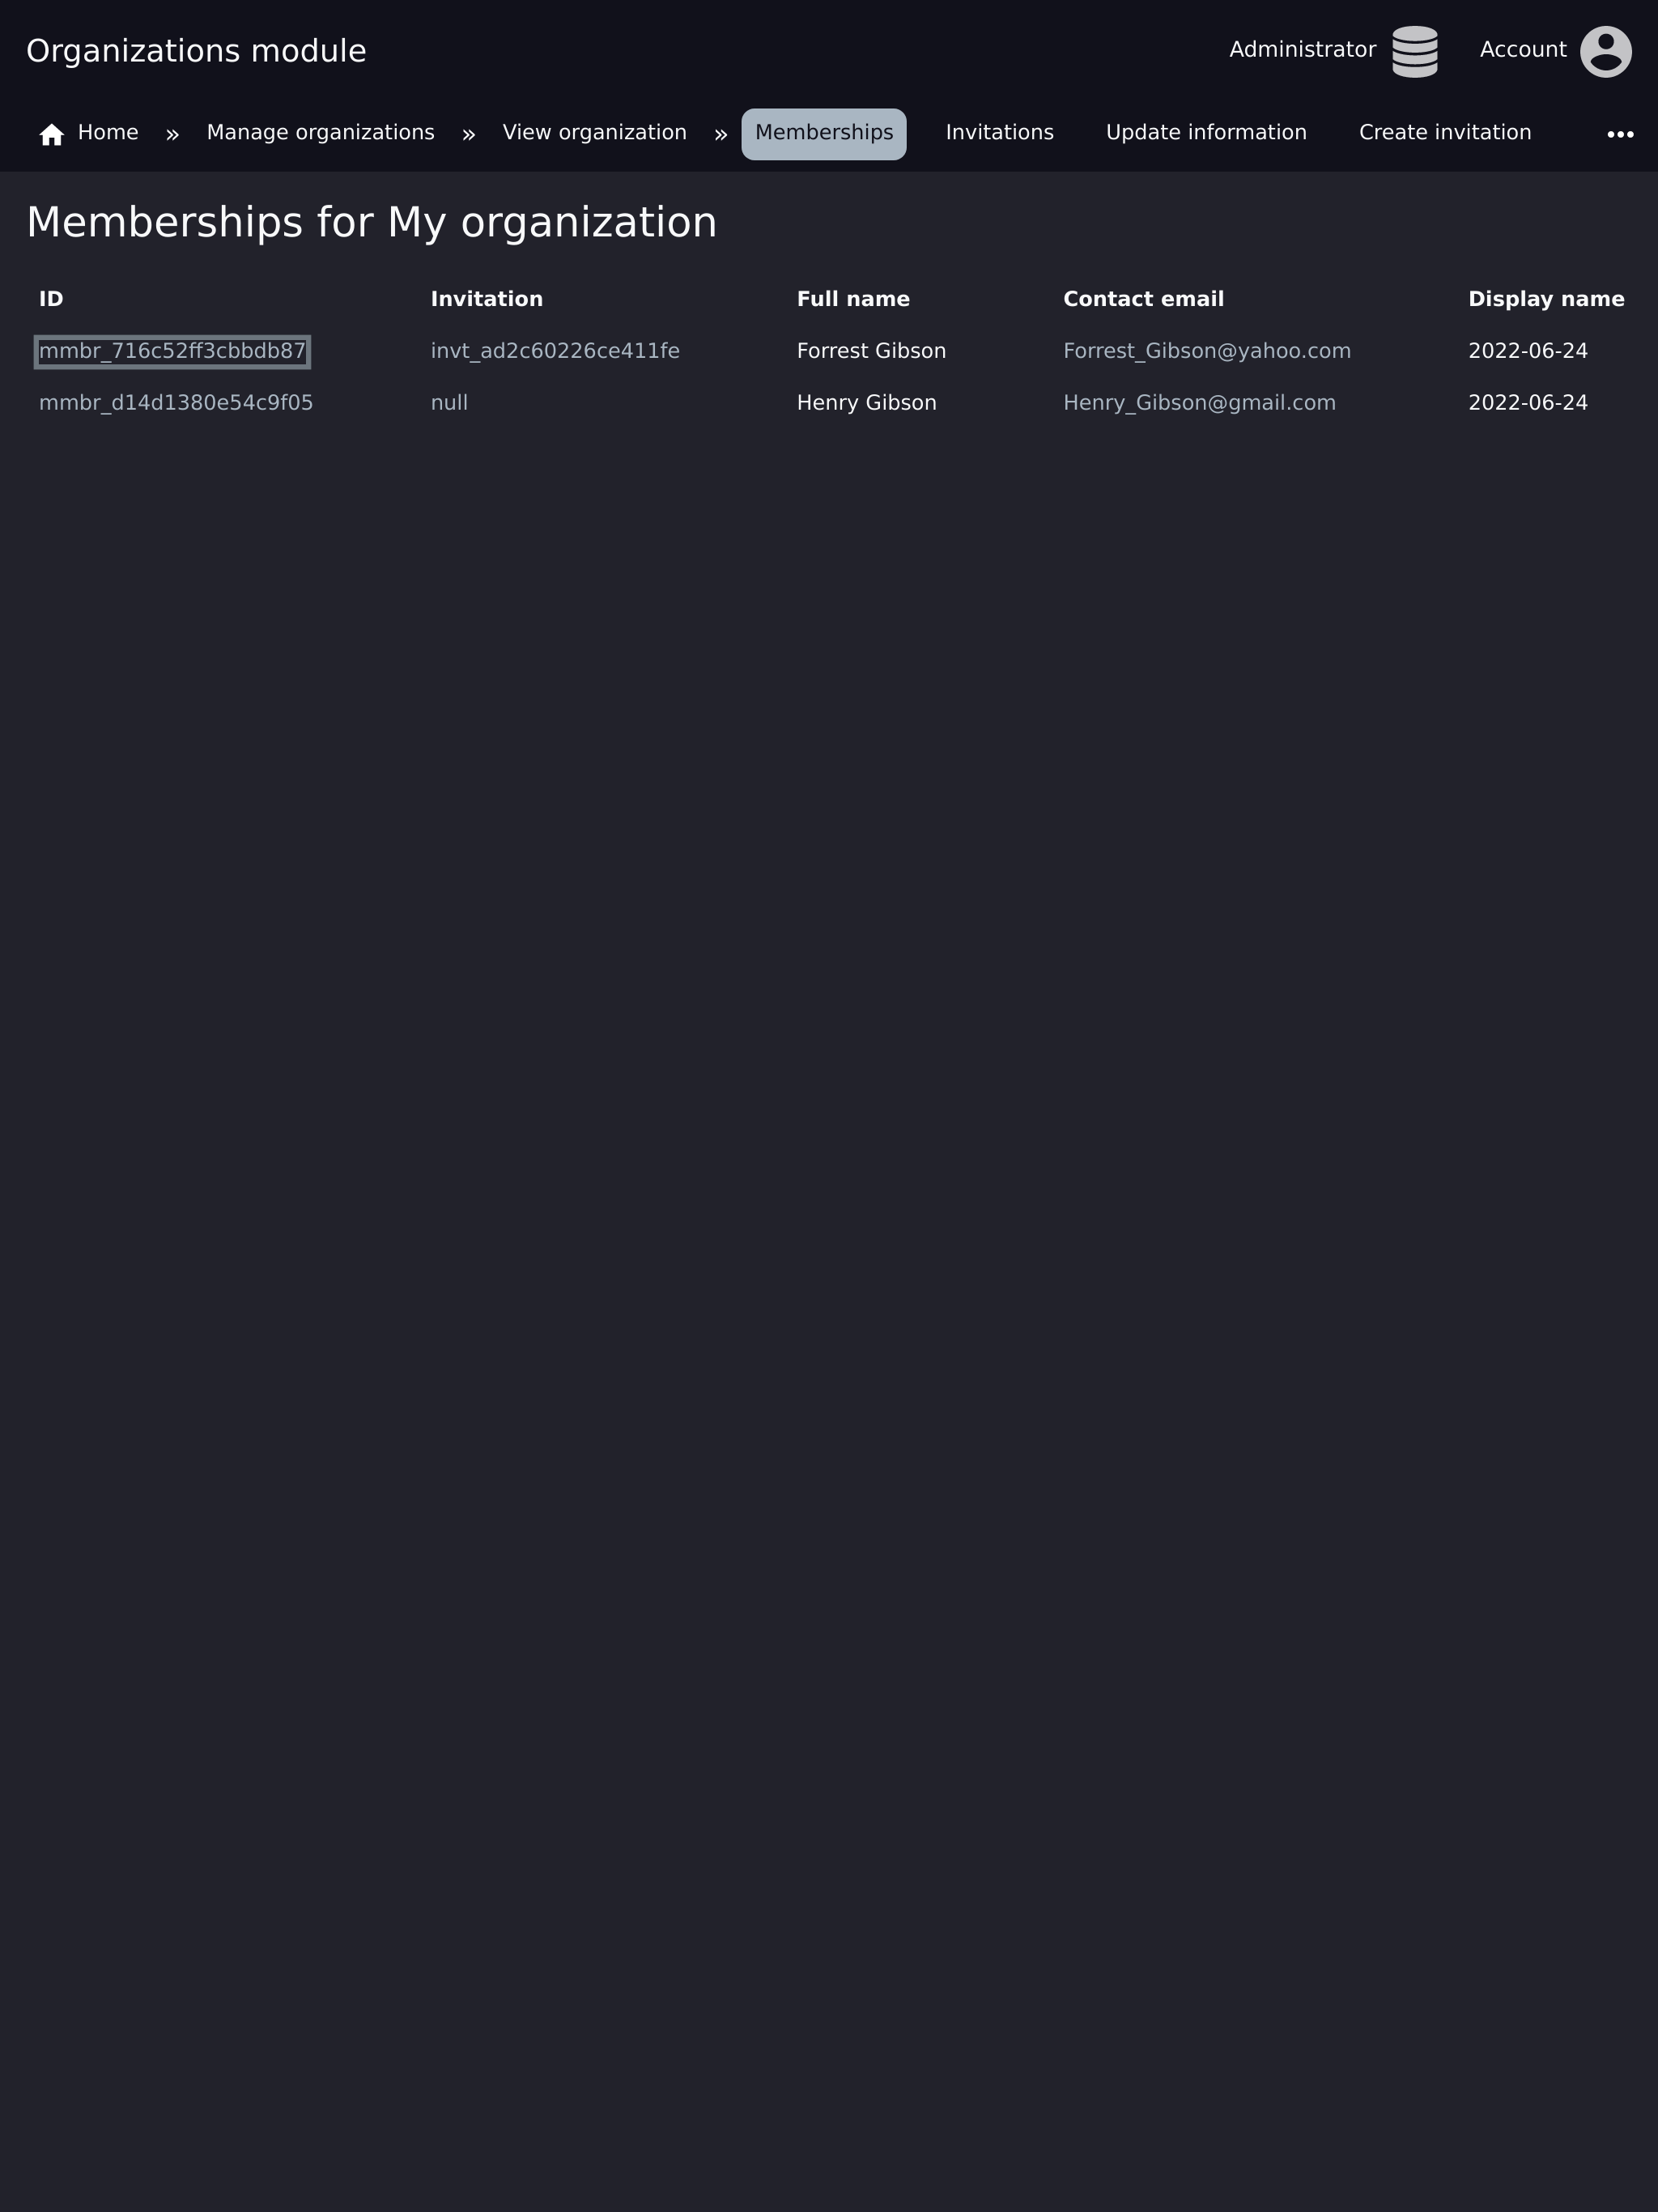 Organizations module Administrator Account
Home » Manage organizations » View organization » Memberships Invitations Update information Create invitation •••
Memberships for My organization
ID Invitation Full name Contact email Display name
mmbr_716c52ff3cbbdb87 invt_ad2c60226ce411fe Forrest Gibson Forrest_Gibson@yahoo.com 2022-06-24
mmbr_d14d1380e54c9f05 null Henry Gibson Henry_Gibson@gmail.com 2022-06-24